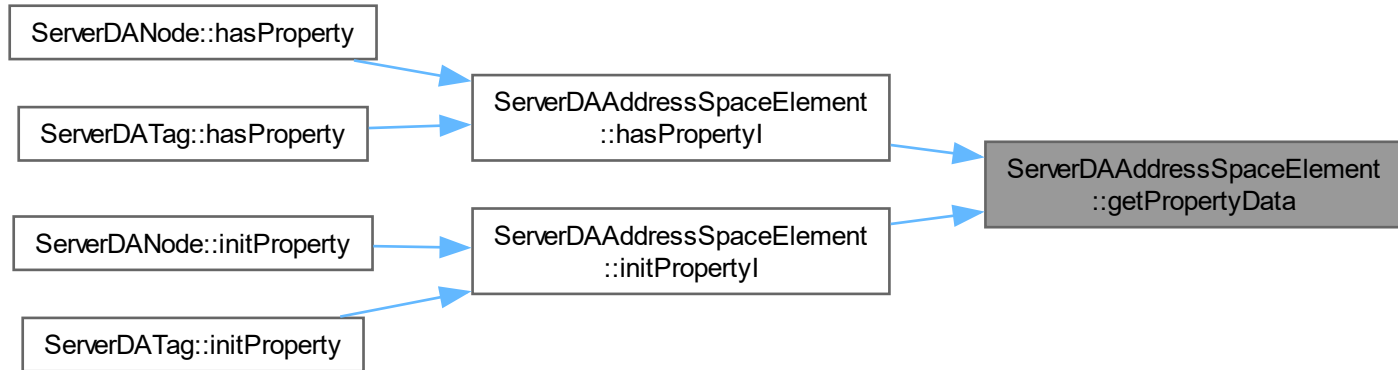 ServerDANode::hasProperty
ServerDATag::hasProperty
ServerDAAddressSpaceElement
::hasPropertyI
ServerDAAddressSpaceElement
::getPropertyData
ServerDANode::initProperty
ServerDATag::initProperty
ServerDAAddressSpaceElement
::initPropertyI